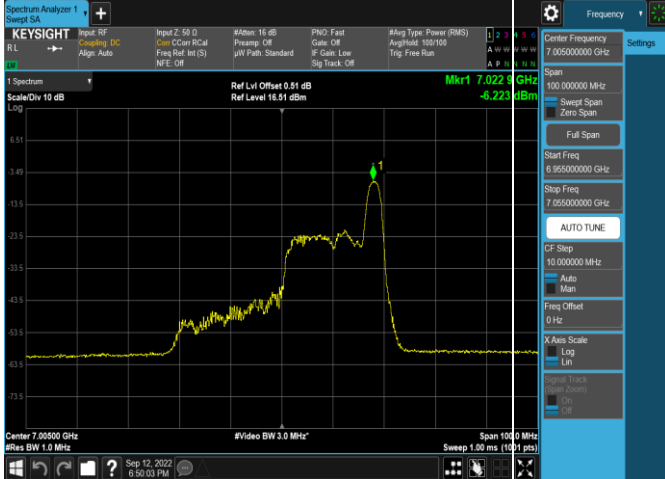 Spectrum Analyzer 1
Swept SA
+
Frequency
KEYSIGHT
RL
Input: RF
Coupling: DC
Align: Auto
Input Z: 50 Ω
Corr CCorr RCal
Freq Ref: Int (S)
NFE: Off
#Atten: 16 dB
Preamp: Off
µW Path: Standard
PNO: Fast
Gate: Off
IF Gain: Low
Sig Track: Off
#Avg Type: Power (RMS)
Avg|Hold: 100/100
Trig: Free Run
1 2 3 4 5 6
A W W W W W
A P N N N N
Center Frequency
7.005000000 GHz
Settings
1 Spectrum
Scale/Div 10 dB
Log
Ref Lvl Offset 0.51 dB
Ref Level 16.51 dBm
Mkr1 7.022 9 GHz
-6.223 dBm
Span
100.000000 MHz
Swept Span
Zero Span
Full Span
Start Freq
6.955000000 GHz
Stop Freq
7.055000000 GHz
AUTO TUNE
CF Step
10.000000 MHz
Auto
Man
Freq Offset
0 Hz
X Axis Scale
Log
Lin
Signal Track
(Span Zoom)
On
Off
1
6.51
-3.49
-13.5
-23.5
-33.5
-43.5
-53.5
-63.5
-73.5
Center 7.00500 GHz
#Res BW 1.0 MHz
#Video BW 3.0 MHz*
Span 100.0 MHz
Sweep 1.00 ms (1001 pts)
?
Sep 12, 2022
6:50:03 PM